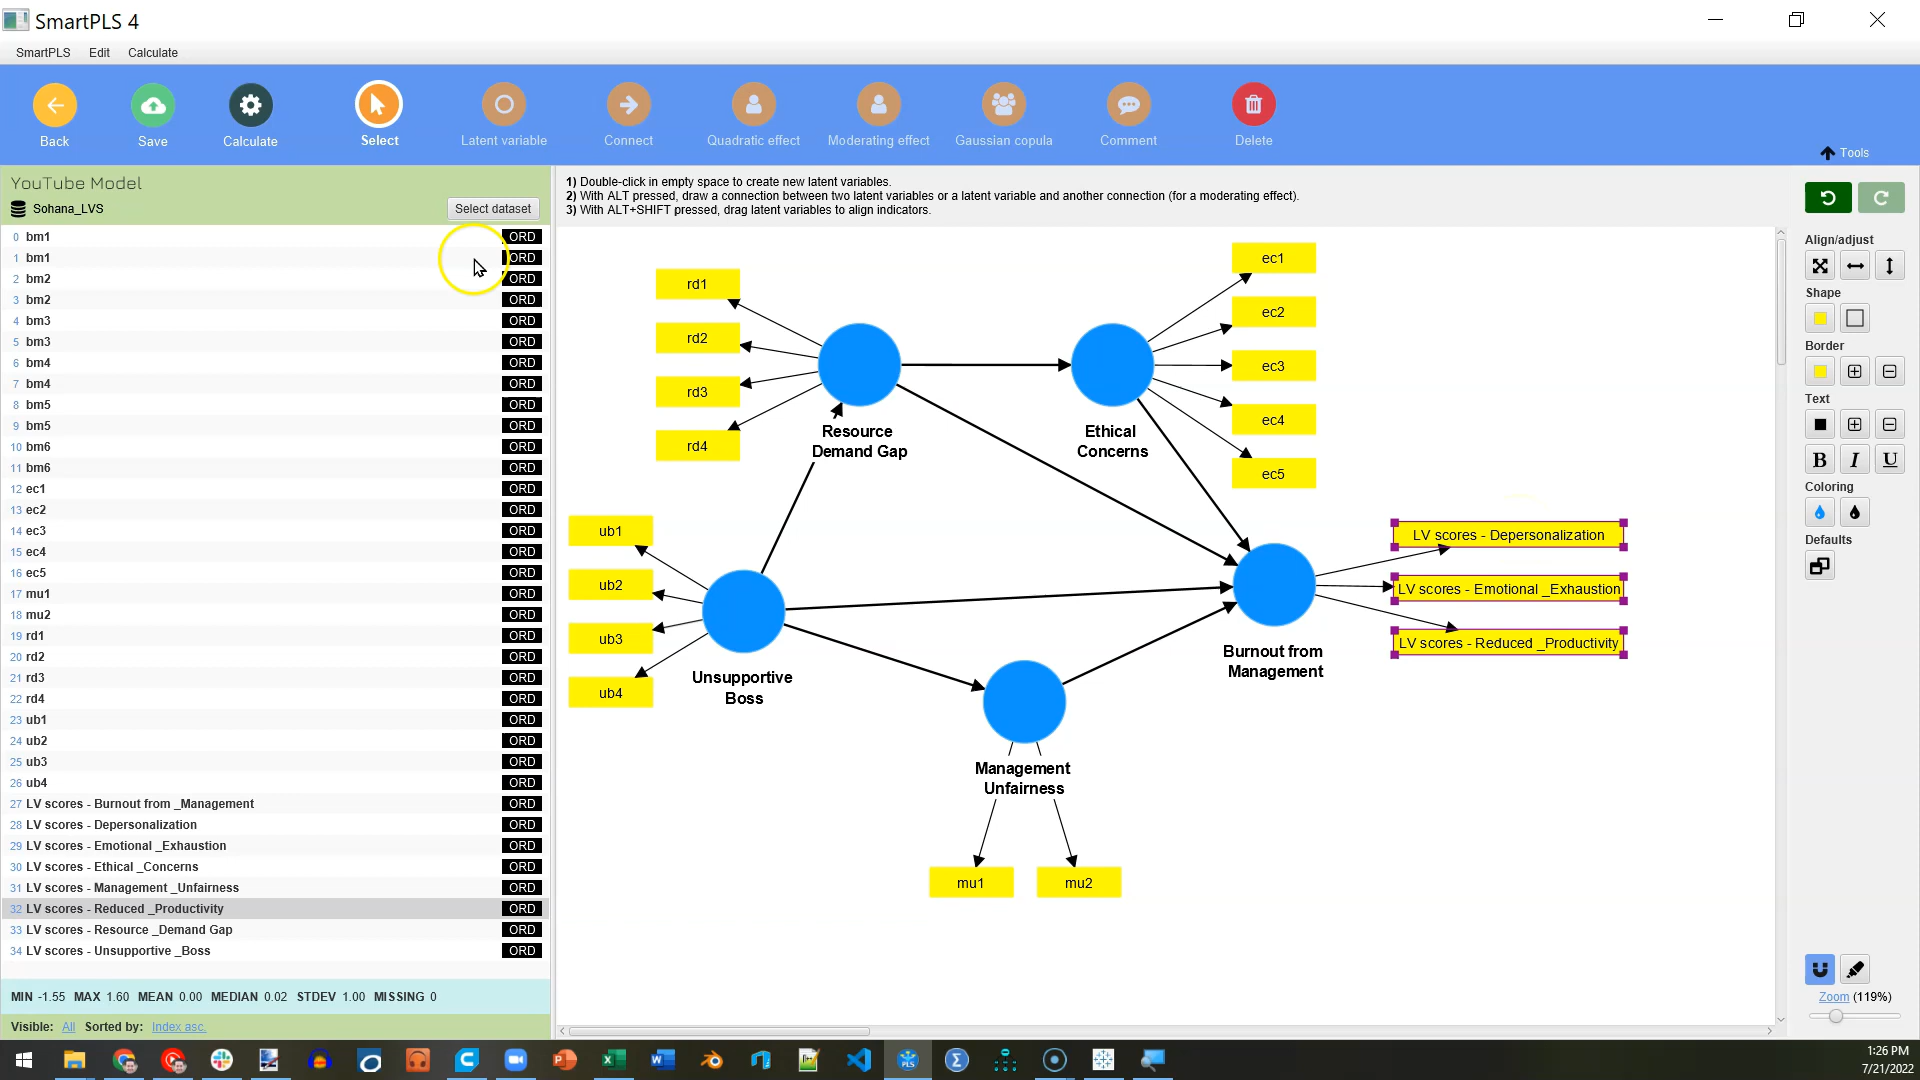 SmartPLS 4
SmartPLS Edit Calculate
Back Save Calculate Select Latent variable Connect Quadratic effect Moderating effect Gaussian copula Comment Delete
Tools
YouTube Model
Sohana_LVS Select dataset
0 bm1 ORD
1 bm1 ORD
2 bm2 ORD
3 bm2 ORD
4 bm3 ORD
5 bm3 ORD
6 bm4 ORD
7 bm4 ORD
8 bm5 ORD
9 bm5 ORD
10 bm6 ORD
11 bm6 ORD
12 ec1 ORD
13 ec2 ORD
14 ec3 ORD
15 ec4 ORD
16 ec5 ORD
17 mu1 ORD
18 mu2 ORD
19 rd1 ORD
20 rd2 ORD
21 rd3 ORD
22 rd4 ORD
23 ub1 ORD
24 ub2 ORD
25 ub3 ORD
26 ub4 ORD
27 LV scores - Burnout from _Management ORD
28 LV scores - Depersonalization ORD
29 LV scores - Emotional _Exhaustion ORD
30 LV scores - Ethical _Concerns ORD
31 LV scores - Management _Unfairness ORD
32 LV scores - Reduced _Productivity ORD
33 LV scores - Resource _Demand Gap ORD
34 LV scores - Unsupportive _Boss ORD
MIN -1.55 MAX 1.60 MEAN 0.00 MEDIAN 0.02 STDEV 1.00 MISSING 0
Visible: All Sorted by: Index asc.
1) Double-click in empty space to create new latent variables.
2) With ALT pressed, draw a connection between two latent variables or a latent variable and another connection (for a moderating effect).
3) With ALT+SHIFT pressed, drag latent variables to align indicators.
rd1
rd2
rd3
rd4
Resource
Demand Gap
ec1
ec2
ec3
ec4
ec5
Ethical
Concerns
ub1
ub2
ub3
ub4
Unsupportive
Boss
LV scores - Depersonalization
LV scores - Emotional _Exhaustion
LV scores - Reduced _Productivity
Burnout from
Management
Management
Unfairness
mu1
mu2
Align/adjust
Shape
Border
Text
B I U
Coloring
Defaults
Zoom (119%)
PLS
1:26 PM
7/21/2022